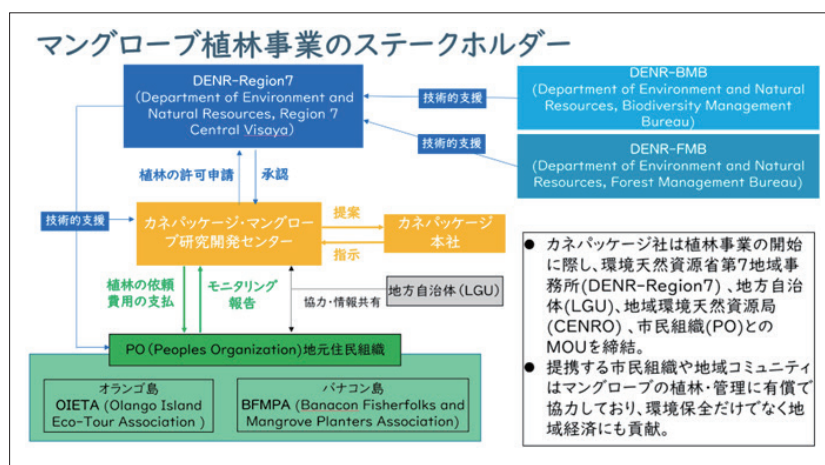 マングローブ植林事業のステークホルダー
DENR-Region7
(Department of Environment and
Natural Resources, Region 7
Central Visaya)
技術的支援
DENR-BMB
(Department of Environment and Natural
Resources, Biodiversity Management
Bureau)
技術的支援
DENR-FMB
(Department of Environment and Natural
Resources, Forest Management Bureau)
植林の許可申請
承認
技術的支援
カネパッケージ・マングロー
ブ研究開発センター
提案
指示
カネパッケージ
本社
植林の依頼
費用の支払
モニタリング
報告
協力・情報共有
地方自治体(LGU)
PO(Peoples Organization)地元住民組織
オランゴ島
OIETA (Olango Island
Eco-Tour Association )
バナコン島
BFMPA (Banacon Fisherfolks and
Mangrove Planters Association)
● カネパッケージ社は植林事業の開始
に際し、環境天然資源省第7地域事
務所(DENR-Region7) 、地方自治
体(LGU)、地域環境天然資源局
(CENRO) 、市民組織(PO)との
MOUを締結。
● 提携する市民組織や地域コミュニティ
はマングローブの植林・管理に有償で
協力しており、環境保全だけでなく地
域経済にも貢献。